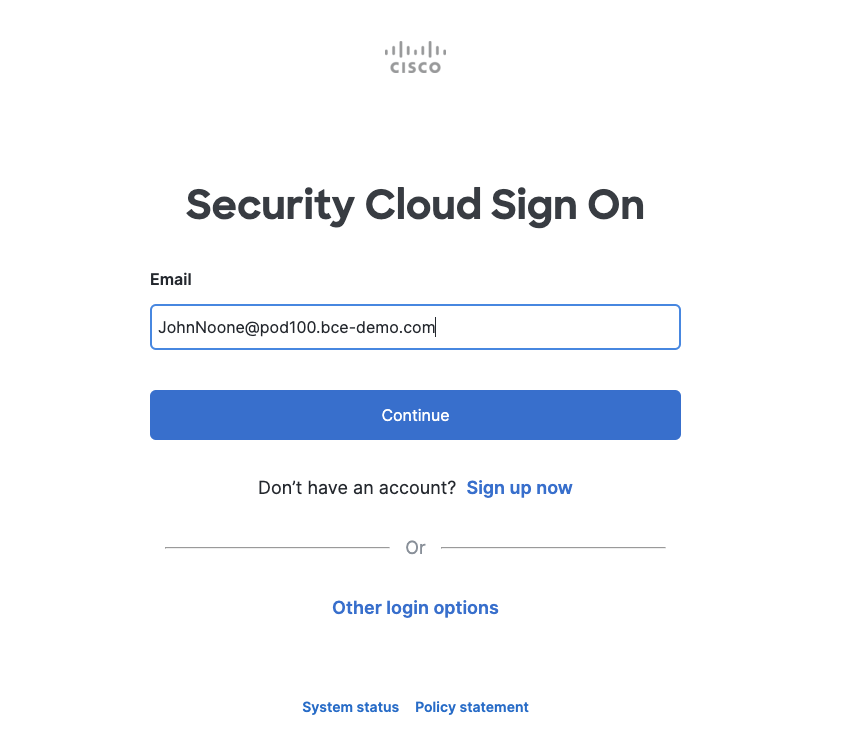 CISCO
Security Cloud Sign On
Email
JohnNoone@pod100.bce-demo.com
Continue
Don’t have an account? Sign up now
Or
Other login options
System status Policy statement